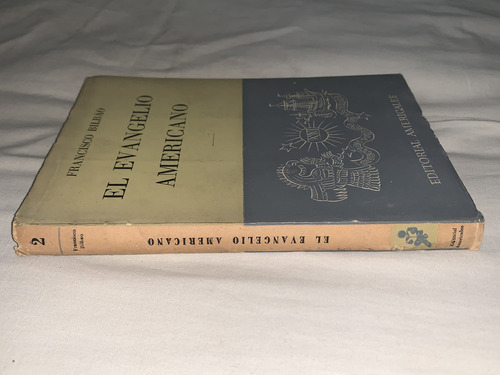 FRANCISCO BILBAO
EL EVANGELIO
AMERICANO
EDITORIAL AMERICALEE
2
Francisco
Bilbao
EL EVANGELIO AMERICANO
Editorial
Americalee